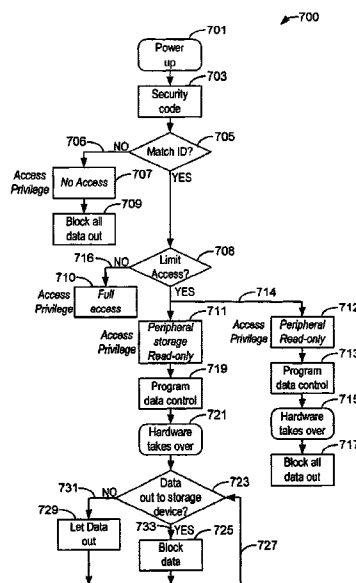 700
701
Power
up
703
Security
code
706
NO
705
Match ID?
Access
Privilege
No Access
707
YES
709
Block all
data out
708
716
NO
Limit
Access?
710
Access
Privilege
Full
access
YES
714
711
712
Access
Privilege
Peripheral
storage
Read-only
Access
Privilege
Peripheral
Read-only
719
713
Program
data control
Program
data control
721
715
Hardware
takes over
Hardware
takes over
717
Block all
data out
723
731
NO
Data
out to storage
device?
729
733
YES
725
Let Data
out
Block
data
727